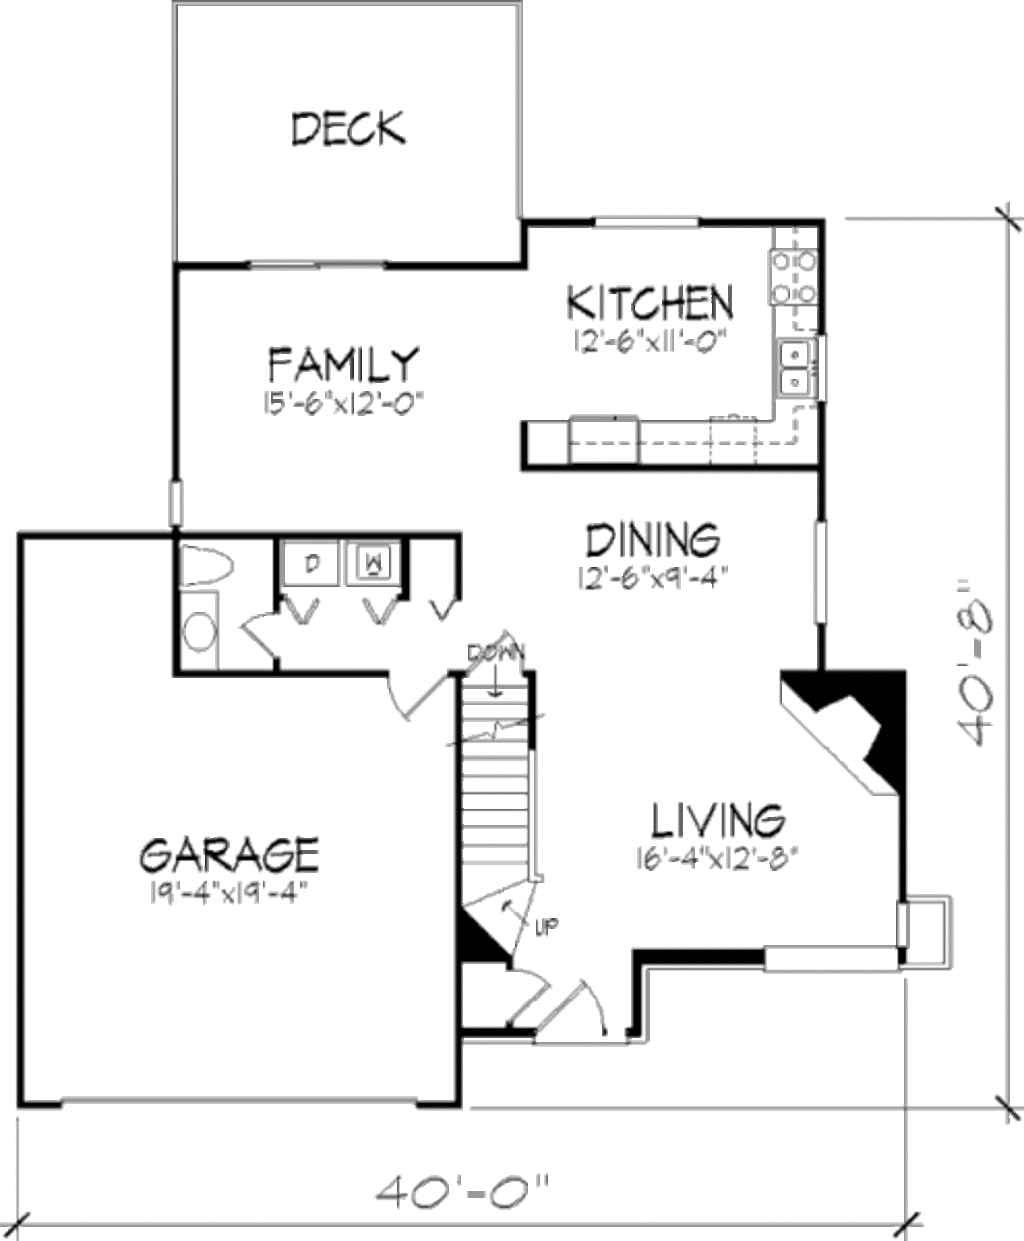 DECK
KITCHEN
12'-6"x11'-0"
FAMILY
15'-6"x12'-0"
DINING
12'-6"x9'-4"
D
W
DOWN
40'-8"
LIVING
16'-4"x12'-8"
GARAGE
19'-4"x19'-4"
UP
40'-0"